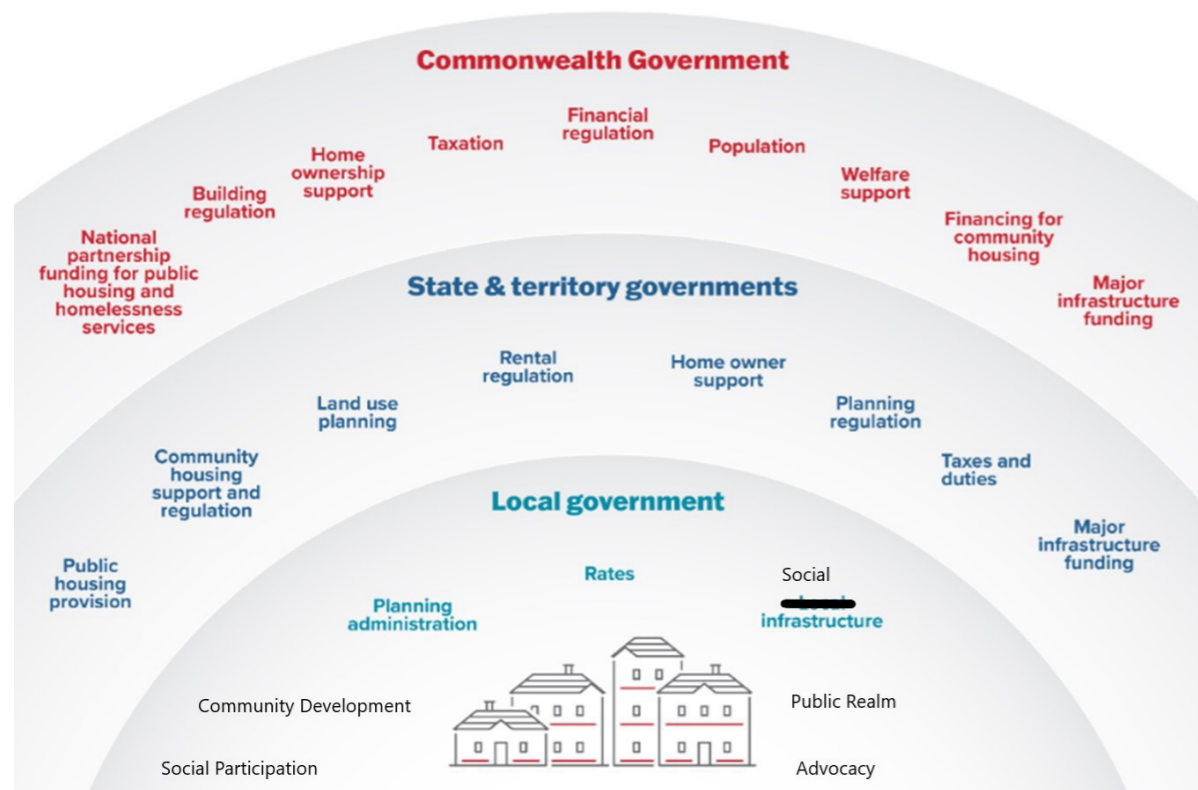 Commonwealth Government
Financial
regulation
Taxation
Population
Home
ownership
support
Welfare
support
Building
regulation
Financing for
community
housing
National
partnership
funding for public
housing and
homelessness
services
Major
infrastructure
funding
State & territory governments
Rental
regulation
Home owner
support
Land use
planning
Planning
regulation
Community
housing
support and
regulation
Taxes and
duties
Public
housing
provision
Major
infrastructure
funding
Local government
Rates
Planning
administration
Social
infrastructure
Community Development
Public Realm
Social Participation
Advocacy